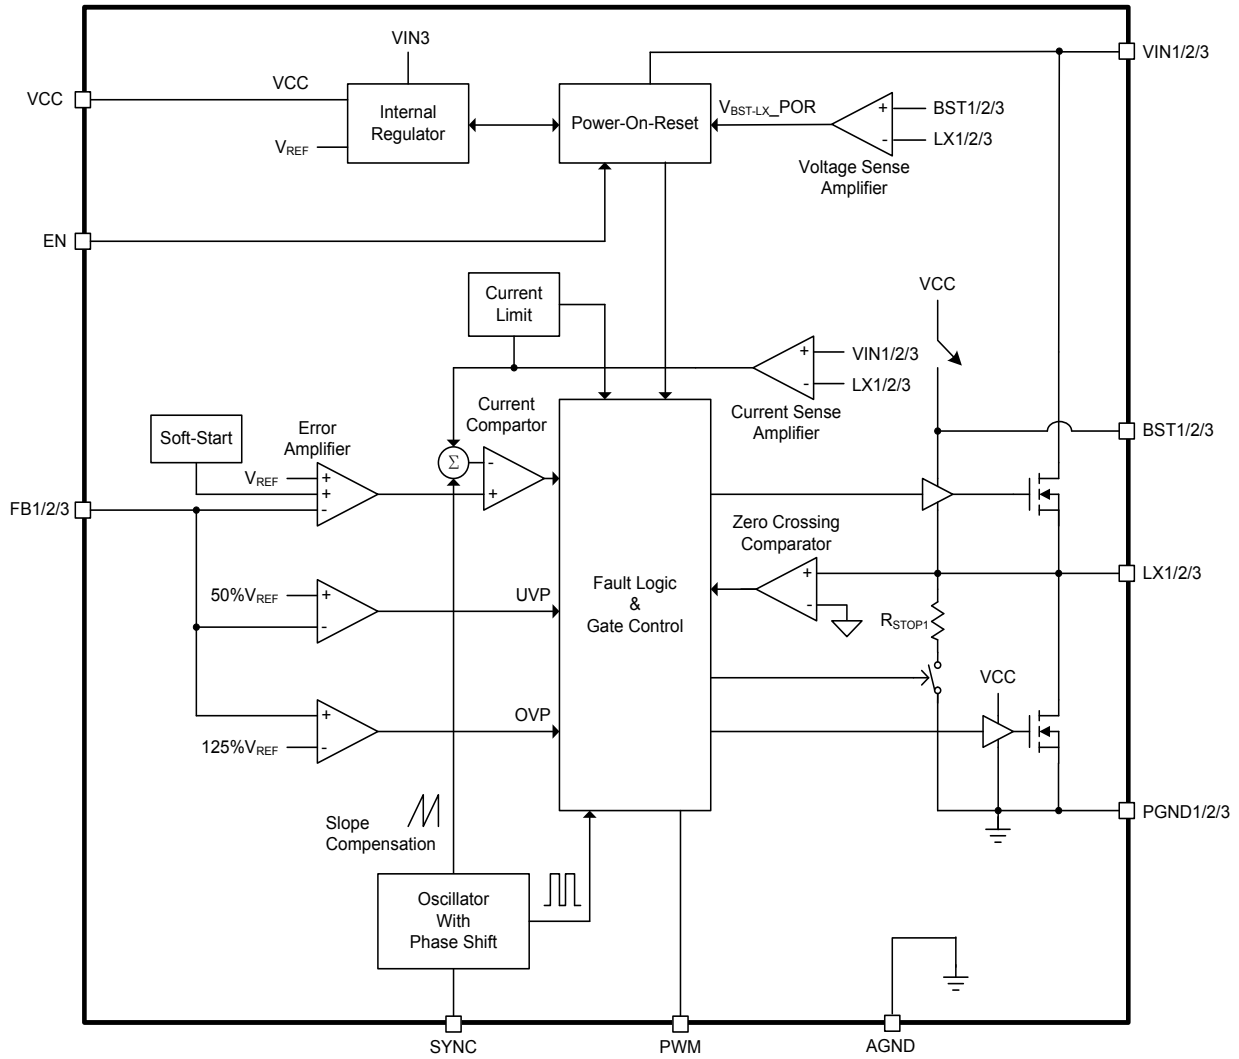 VIN3
VIN1/2/3
VCC
VCC
Internal
Regulator
VREF
Power-On-Reset
VBST-LX_POR
+
-
BST1/2/3
LX1/2/3
Voltage Sense
Amplifier
EN
Current
Limit
VCC
+
-
VIN1/2/3
LX1/2/3
Current Sense
Amplifier
Soft-Start
Error
Amplifier
Current
Compartor
BST1/2/3
VREF
+
+
-
Σ
-
+
FB1/2/3
Zero Crossing
Comparator
+
-
LX1/2/3
50%VREF
+
-
UVP
Fault Logic
&
Gate Control
RSTOP1
VCC
125%VREF
+
-
OVP
PGND1/2/3
Slope
Compensation
Oscillator
With
Phase Shift
SYNC
PWM
AGND